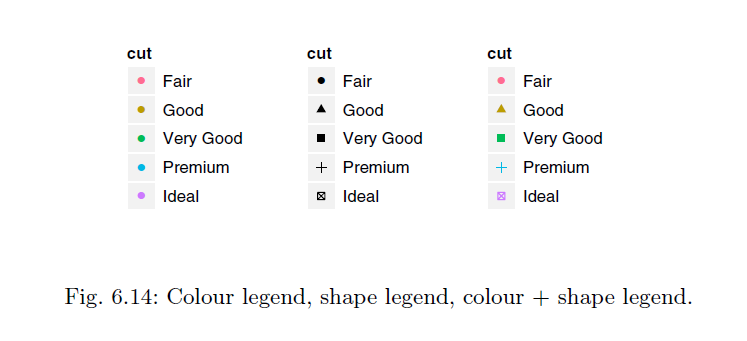 cut
Fair
Good
Very Good
Premium
Ideal
cut
Fair
Good
Very Good
Premium
Ideal
cut
Fair
Good
Very Good
Premium
Ideal
Fig. 6.14: Colour legend, shape legend, colour + shape legend.